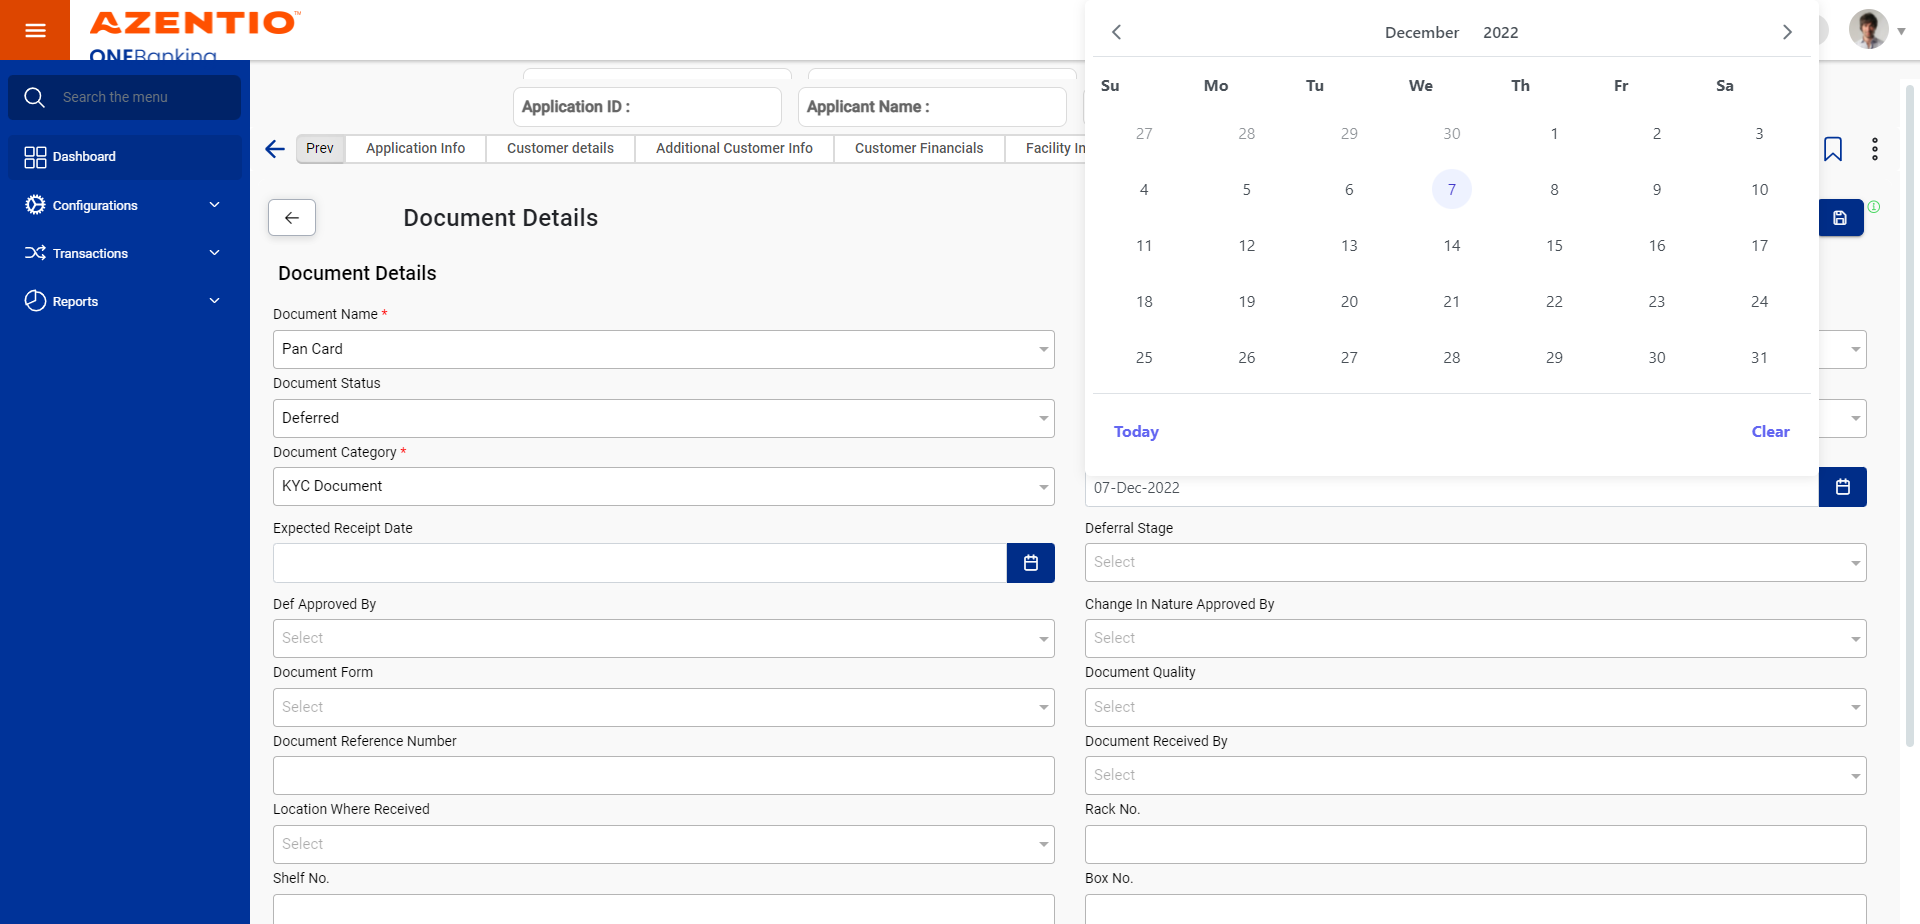 AZENTIO™
ONEBanking
Search the menu
Dashboard
Configurations
Transactions
Reports
Application ID :
Applicant Name :
Prev
Application Info
Customer details
Additional Customer Info
Customer Financials
Facility In
Document Details
Document Details
Document Name *
Pan Card
Document Status
Deferred
Document Category *
KYC Document
December 2022
Su Mo Tu We Th Fr Sa
27 28 29 30 1 2 3
4 5 6 7 8 9 10
11 12 13 14 15 16 17
18 19 20 21 22 23 24
25 26 27 28 29 30 31
Today
Clear
07-Dec-2022
Expected Receipt Date
Deferral Stage
Select
Def Approved By
Change In Nature Approved By
Select
Select
Document Form
Document Quality
Select
Select
Document Reference Number
Document Received By
Select
Location Where Received
Rack No.
Select
Shelf No.
Box No.